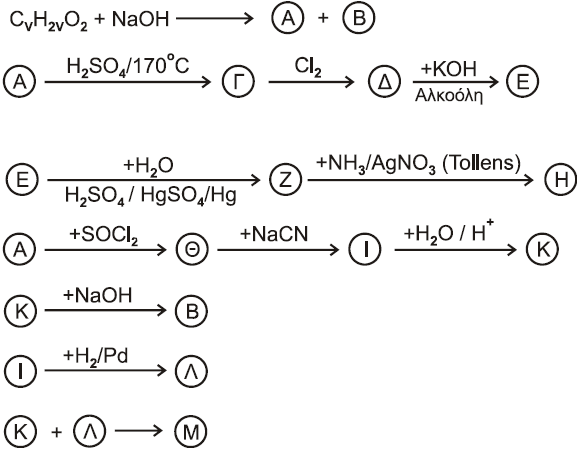 CνH2νO2 + NaOH ⟶ Α + Β
Α H2SO4/170°C ⟶ Γ Cl2 ⟶ Δ +KOH Αλκοόλη ⟶ Ε
Ε +H2O H2SO4 / HgSO4/Hg ⟶ Ζ +NH3/AgNO3 (Tollens) ⟶ Η
Α +SOCl2 ⟶ Θ +NaCN ⟶ Ι +H2O / H+ ⟶ Κ
Κ +NaOH ⟶ Β
Ι +H2/Pd ⟶ Λ
Κ + Λ ⟶ Μ